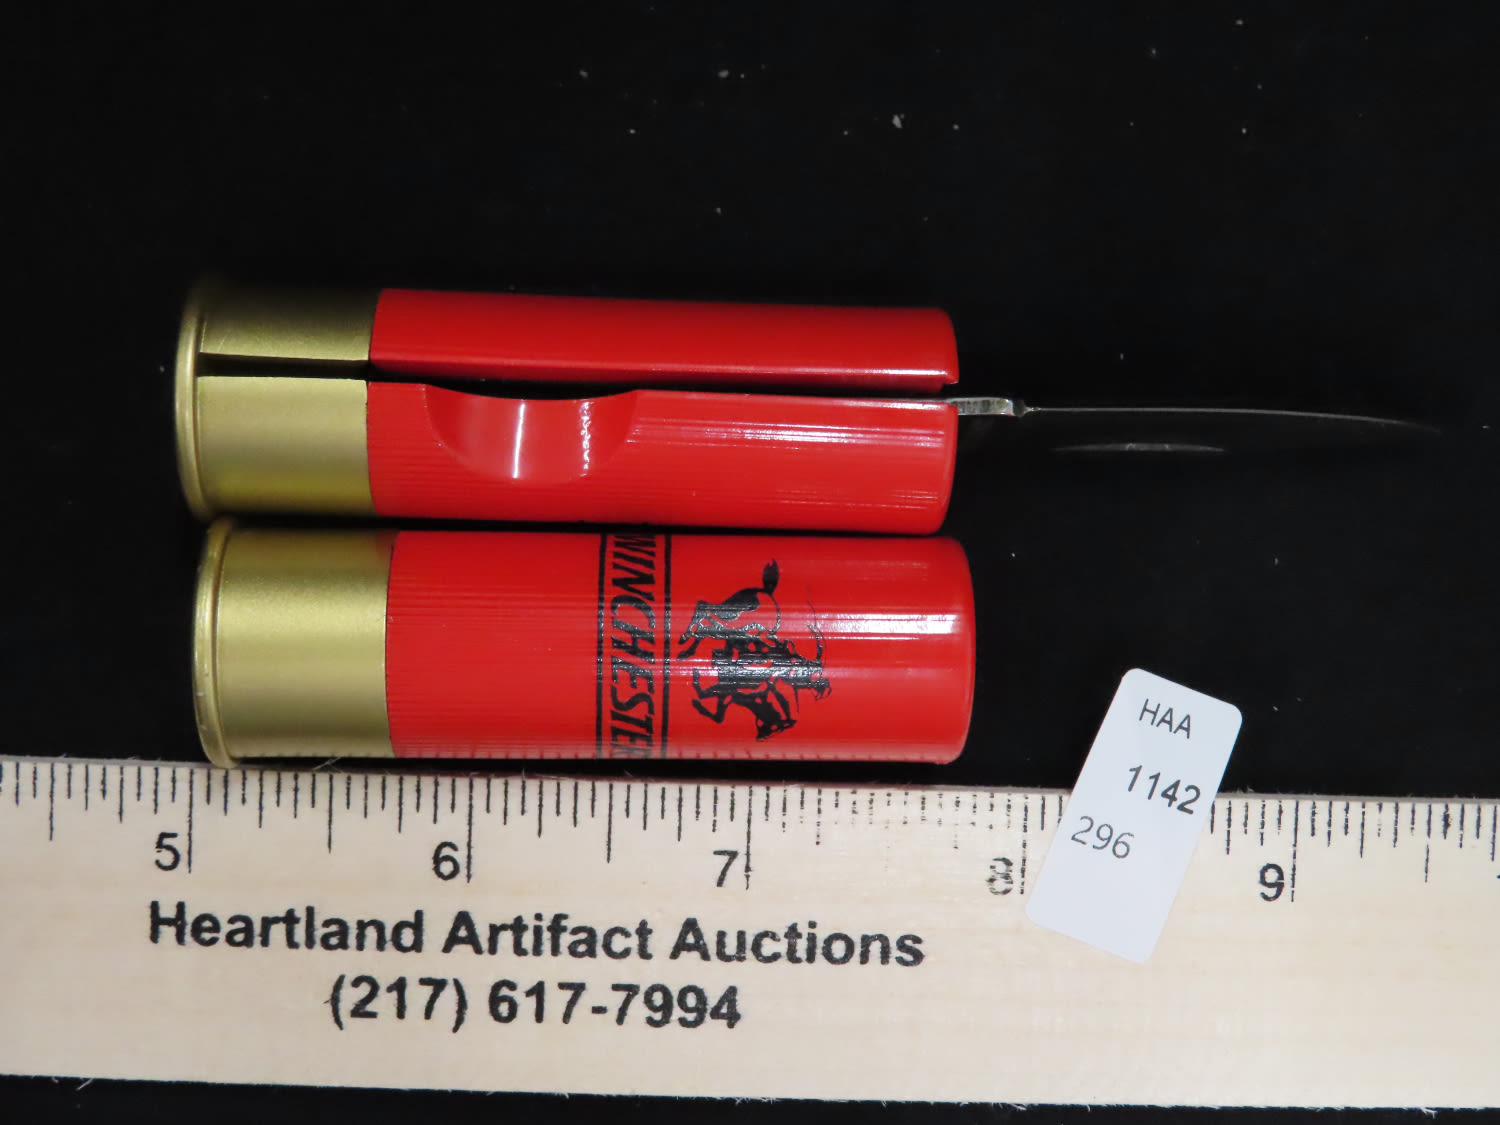 WINCHESTER
HAA
1142
296
5 6 7 8 9
Heartland Artifact Auctions
(217) 617-7994